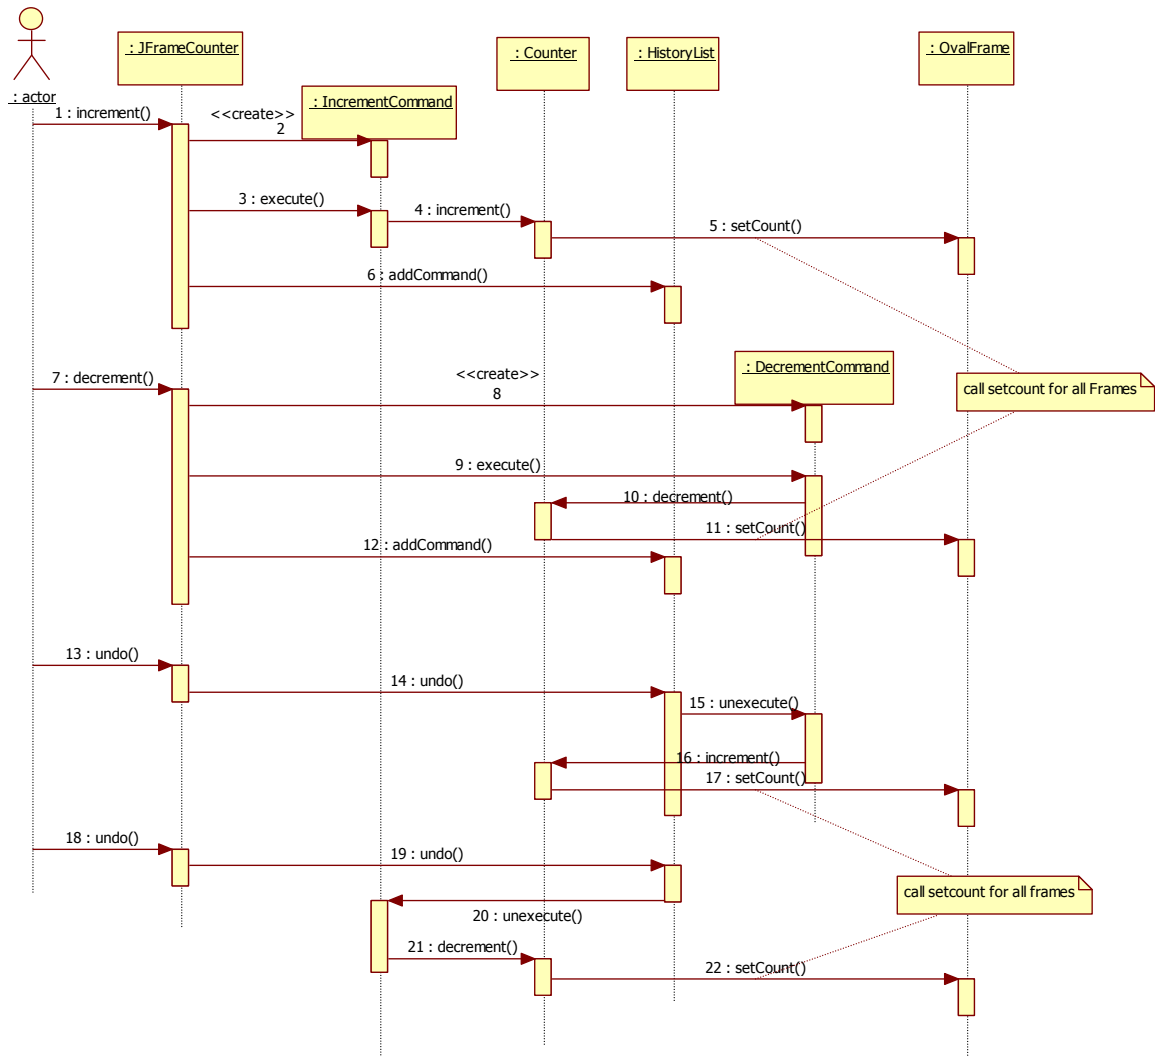 : JFrameCounter
: Counter
: HistoryList
: OvalFrame
: actor
: IncrementCommand
1 : increment()
<<create>>
2
3 : execute()
4 : increment()
5 : setCount()
6 : addCommand()
: DecrementCommand
7 : decrement()
<<create>>
8
call setcount for all Frames
9 : execute()
10 : decrement()
11 : setCount()
12 : addCommand()
13 : undo()
14 : undo()
15 : unexecute()
16 : increment()
17 : setCount()
18 : undo()
19 : undo()
call setcount for all frames
20 : unexecute()
21 : decrement()
22 : setCount()